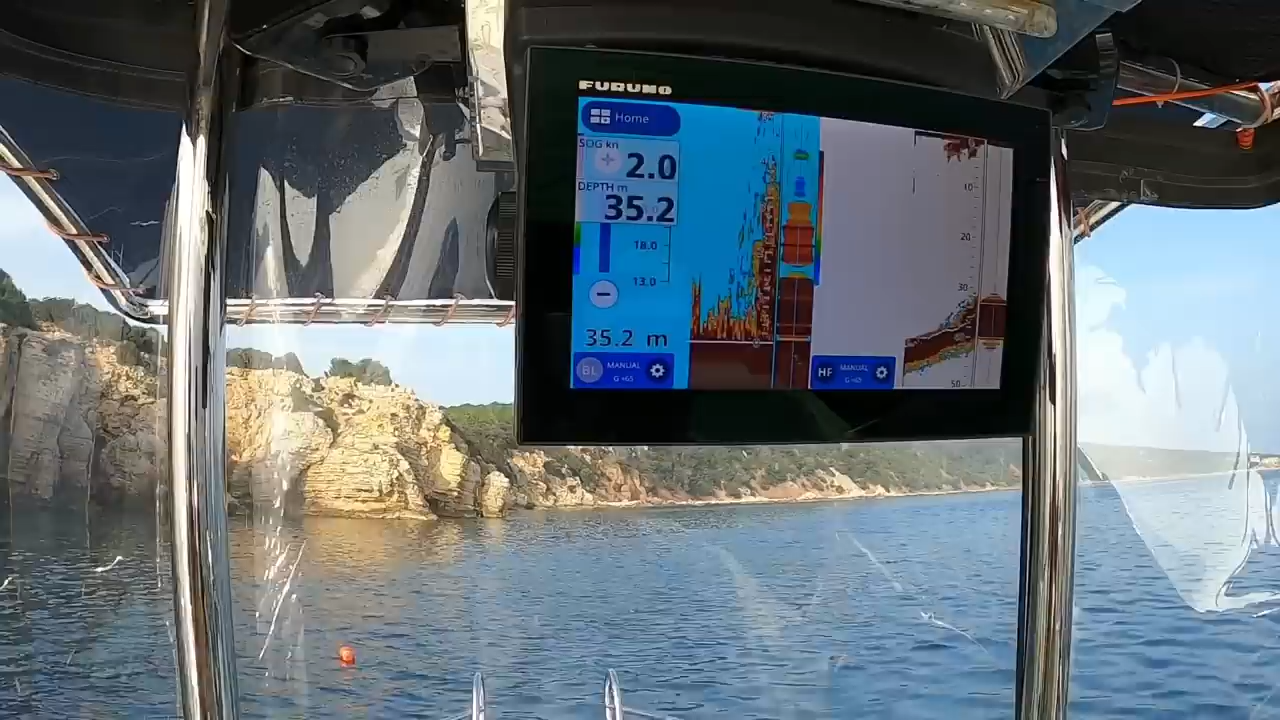 FURUNO
Home
SOG kn
2.0
DEPTH m
35.2
18.0
13.0
35.2 m
BL MANUAL
HF MANUAL
10
20
30
50